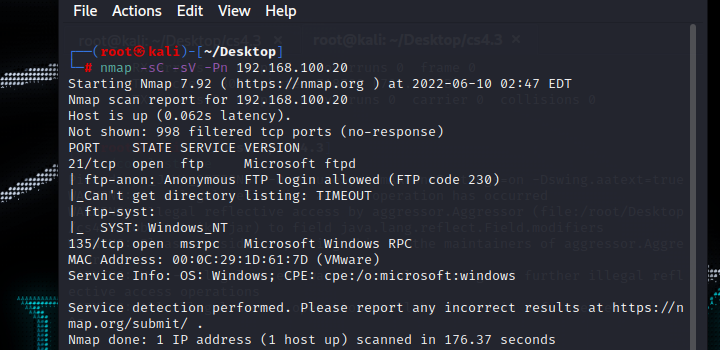 File Actions Edit View Help
root@kali: ~/Desktop/cs4.3 root@kali: ~/Desktop/cs4.3
┌──(root㉿kali)-[~/Desktop]
└─# nmap -sC -sV -Pn 192.168.100.20
Starting Nmap 7.92 ( https://nmap.org ) at 2022-06-10 02:47 EDT
Nmap scan report for 192.168.100.20
Host is up (0.062s latency).
Not shown: 998 filtered tcp ports (no-response)
PORT    STATE SERVICE VERSION
21/tcp  open  ftp     Microsoft ftpd
| ftp-anon: Anonymous FTP login allowed (FTP code 230)
|_Can't get directory listing: TIMEOUT
| ftp-syst:
|_  SYST: Windows_NT
135/tcp open  msrpc   Microsoft Windows RPC
MAC Address: 00:0C:29:1D:61:7D (VMware)
Service Info: OS: Windows; CPE: cpe:/o:microsoft:windows
Service detection performed. Please report any incorrect results at https://n
map.org/submit/ .
Nmap done: 1 IP address (1 host up) scanned in 176.37 seconds